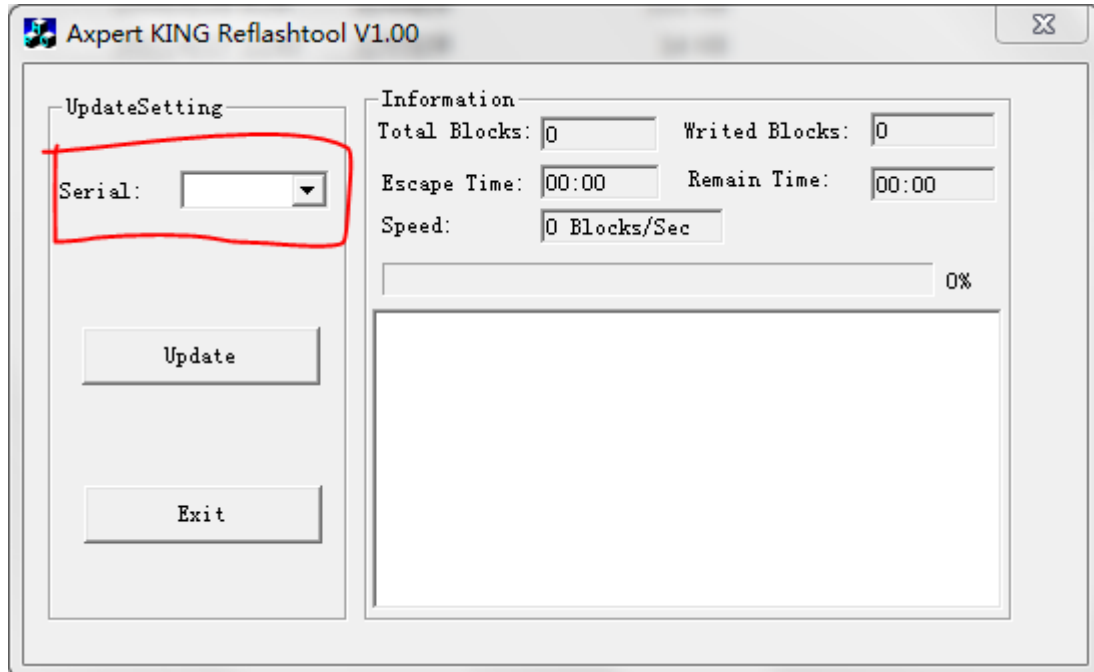 Axpert KING Reflashtool V1.00
UpdateSetting
Serial:
Update
Exit
Information
Total Blocks: 0 Writed Blocks: 0
Escape Time: 00:00 Remain Time: 00:00
Speed: 0 Blocks/Sec
0%